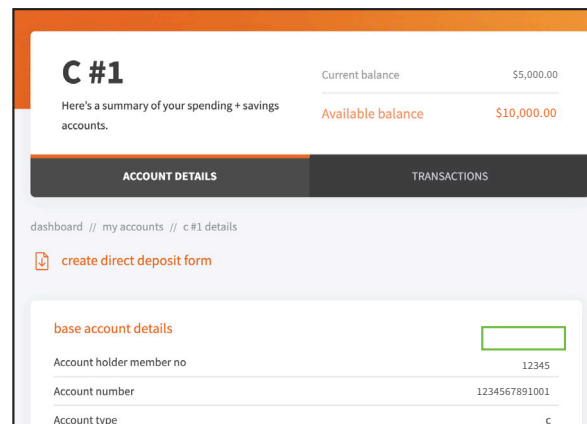 C #1
Here's a summary of your spending + savings
accounts.
Current balance $5,000.00
Available balance $10,000.00
ACCOUNT DETAILS TRANSACTIONS
dashboard // my accounts // c #1 details
create direct deposit form
base account details
Account holder member no 12345
Account number 1234567891001
Account type c